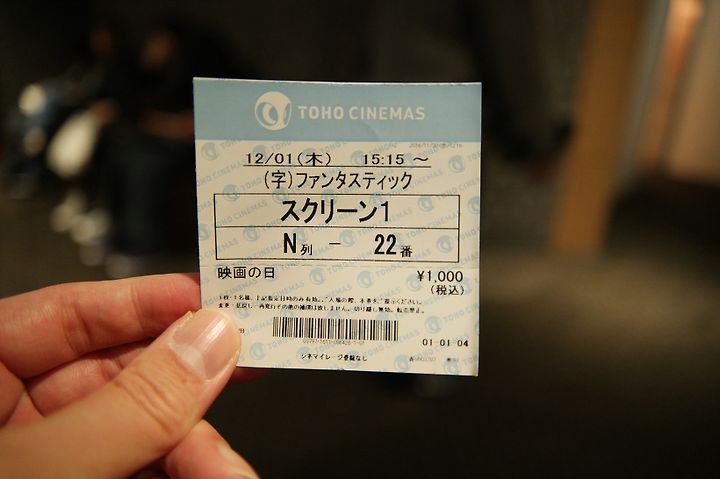 TOHO CINEMAS
12/01(木) 15:15 ～
(字)ファンタスティック
スクリーン1
N列 － 22番
映画の日 ¥1,000
(税込)
01 01 04
シネマイレージ登録なし